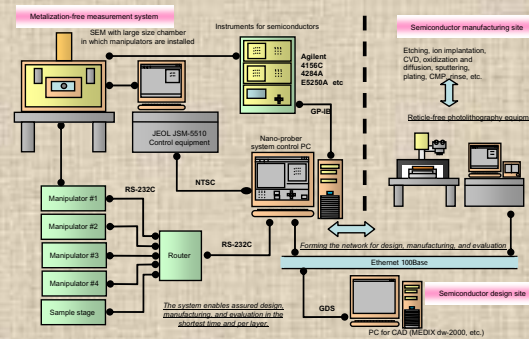 Metalization-free measurement system
SEM with large size chamber
in which manipulators are installed
Instruments for semiconductors
Agilent
4156C
4284A
E5250A etc
GP-IB
JEOL JSM-5510
Control equipment
Nano-prober
system control PC
NTSC
RS-232C
Manipulator #1
Manipulator #2
Manipulator #3
Manipulator #4
Sample stage
Router
RS-232C
The system enables assured design,
manufacturing, and evaluation in the
shortest time and per layer.
Semiconductor manufacturing site
Etching, ion implantation,
CVD, oxidization and
diffusion, sputtering,
plating, CMP, rinse, etc.
Reticle-free photolithography equipm
Forming the network for design, manufacturing, and evaluation
Ethernet 100Base
GDS
Semiconductor design site
PC for CAD (MEDIX dw-2000, etc.)